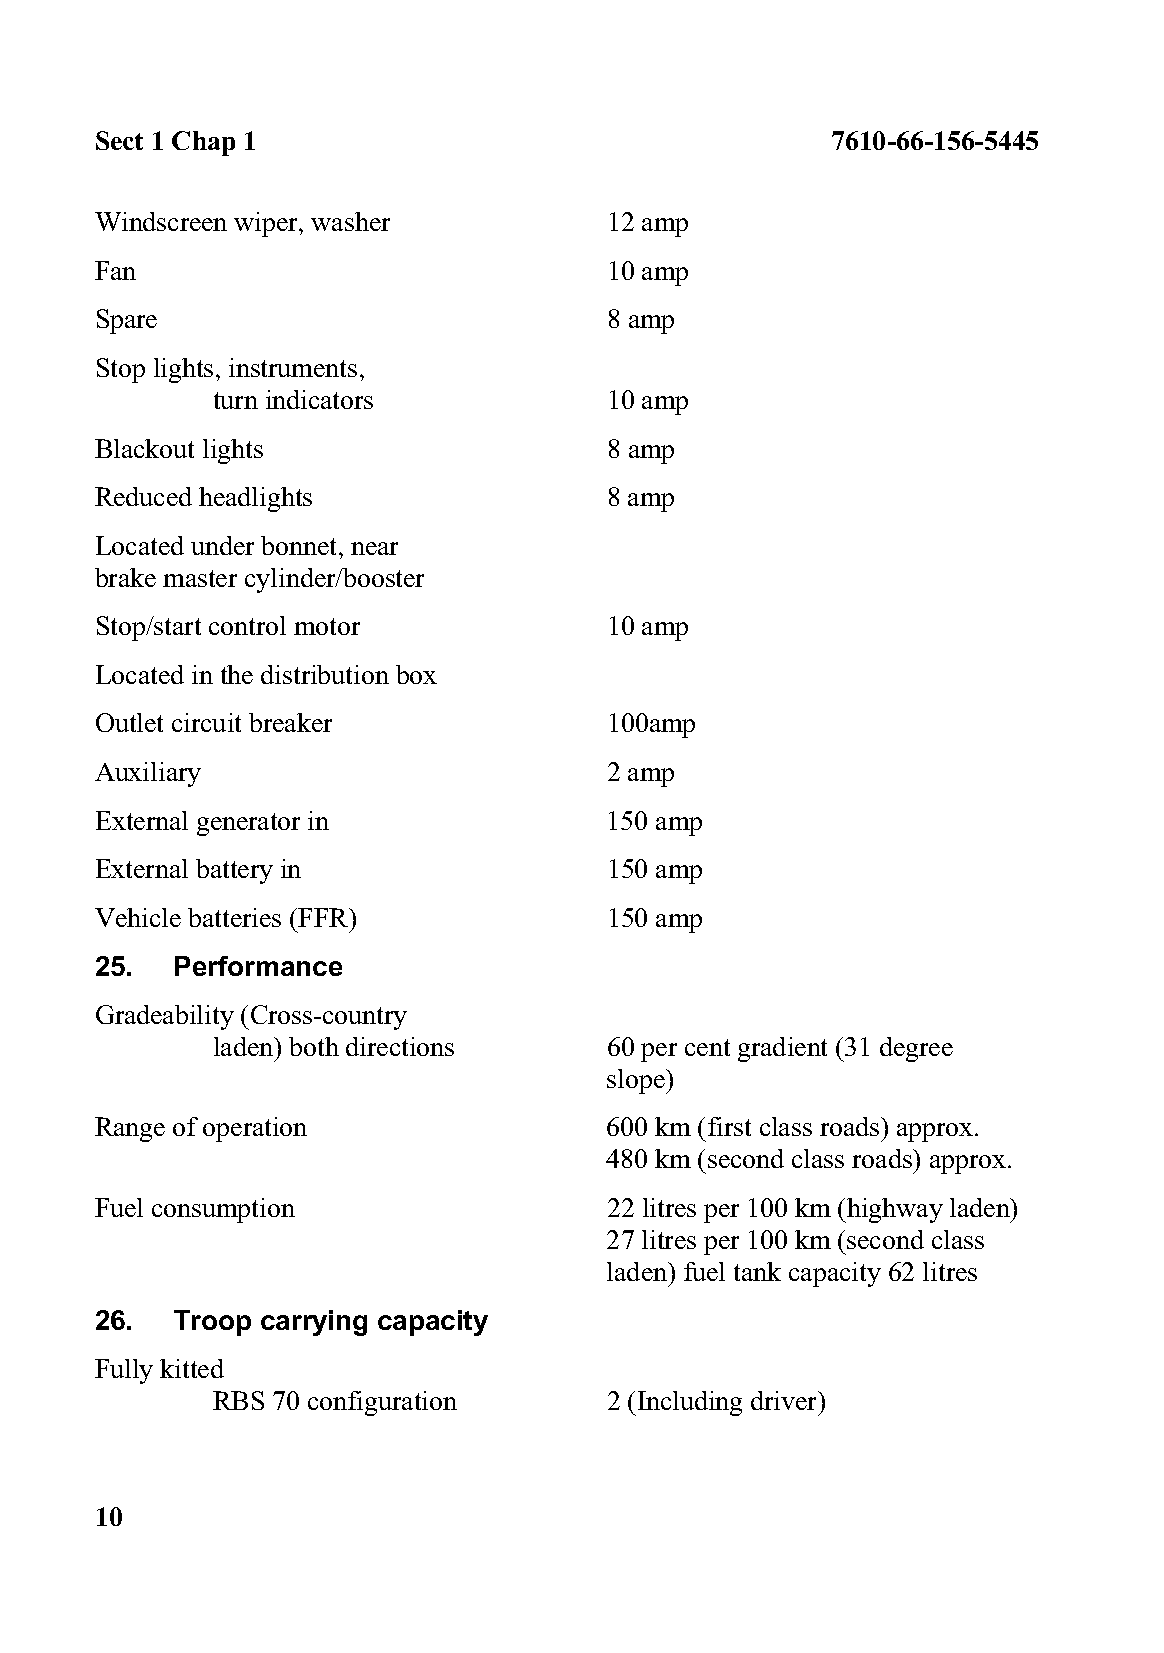 Sect 1 Chap 1 7610-66-156-5445
Windscreen wiper, washer 12 amp
Fan 10 amp
Spare 8 amp
Stop lights, instruments,
turn indicators 10 amp
Blackout lights 8 amp
Reduced headlights 8 amp
Located under bonnet, near
brake master cylinder/booster
Stop/start control motor 10 amp
Located in the distribution box
Outlet circuit breaker 100amp
Auxiliary 2 amp
External generator in 150 amp
External battery in 150 amp
Vehicle batteries (FFR) 150 amp
25. Performance
Gradeability (Cross-country
laden) both directions 60 per cent gradient (31 degree
slope)
Range of operation 600 km (first class roads) approx.
480 km (second class roads) approx.
Fuel consumption 22 litres per 100 km (highway laden)
27 litres per 100 km (second class
laden) fuel tank capacity 62 litres
26. Troop carrying capacity
Fully kitted
RBS 70 configuration 2 (Including driver)
10